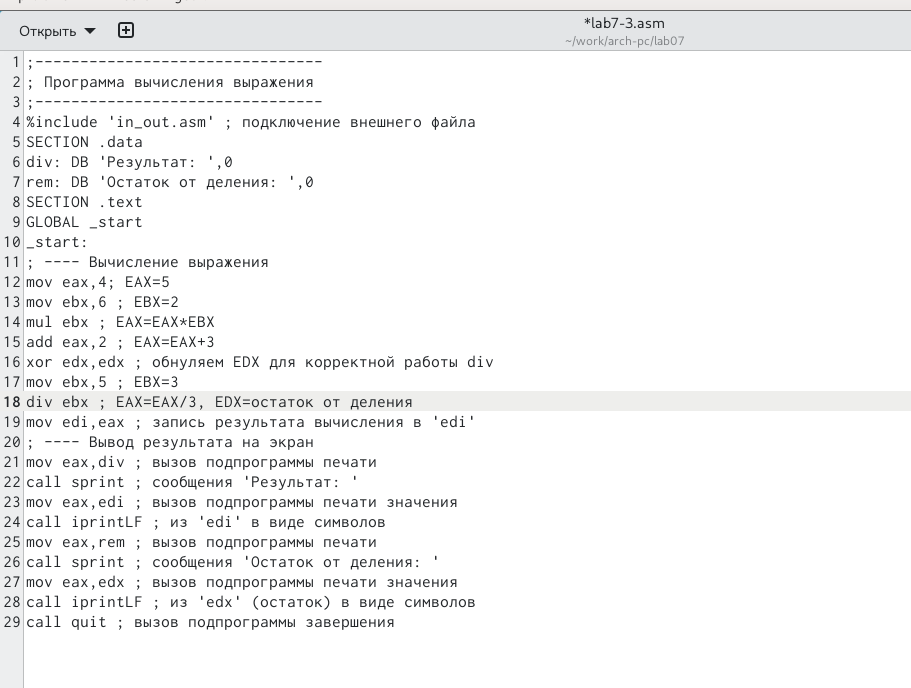 Открыть
*lab7-3.asm
~/work/arch-pc/lab07
1 ;--------------------------------
2 ; Программа вычисления выражения
3 ;--------------------------------
4 %include 'in_out.asm' ; подключение внешнего файла
5 SECTION .data
6 div: DB 'Результат: ',0
7 rem: DB 'Остаток от деления: ',0
8 SECTION .text
9 GLOBAL _start
10 _start:
11 ; ---- Вычисление выражения
12 mov eax,4; EAX=5
13 mov ebx,6 ; EBX=2
14 mul ebx ; EAX=EAX*EBX
15 add eax,2 ; EAX=EAX+3
16 xor edx,edx ; обнуляем EDX для корректной работы div
17 mov ebx,5 ; EBX=3
18 div ebx ; EAX=EAX/3, EDX=остаток от деления
19 mov edi,eax ; запись результата вычисления в 'edi'
20 ; ---- Вывод результата на экран
21 mov eax,div ; вызов подпрограммы печати
22 call sprint ; сообщения 'Результат: '
23 mov eax,edi ; вызов подпрограммы печати значения
24 call iprintLF ; из 'edi' в виде символов
25 mov eax,rem ; вызов подпрограммы печати
26 call sprint ; сообщения 'Остаток от деления: '
27 mov eax,edx ; вызов подпрограммы печати значения
28 call iprintLF ; из 'edx' (остаток) в виде символов
29 call quit ; вызов подпрограммы завершения